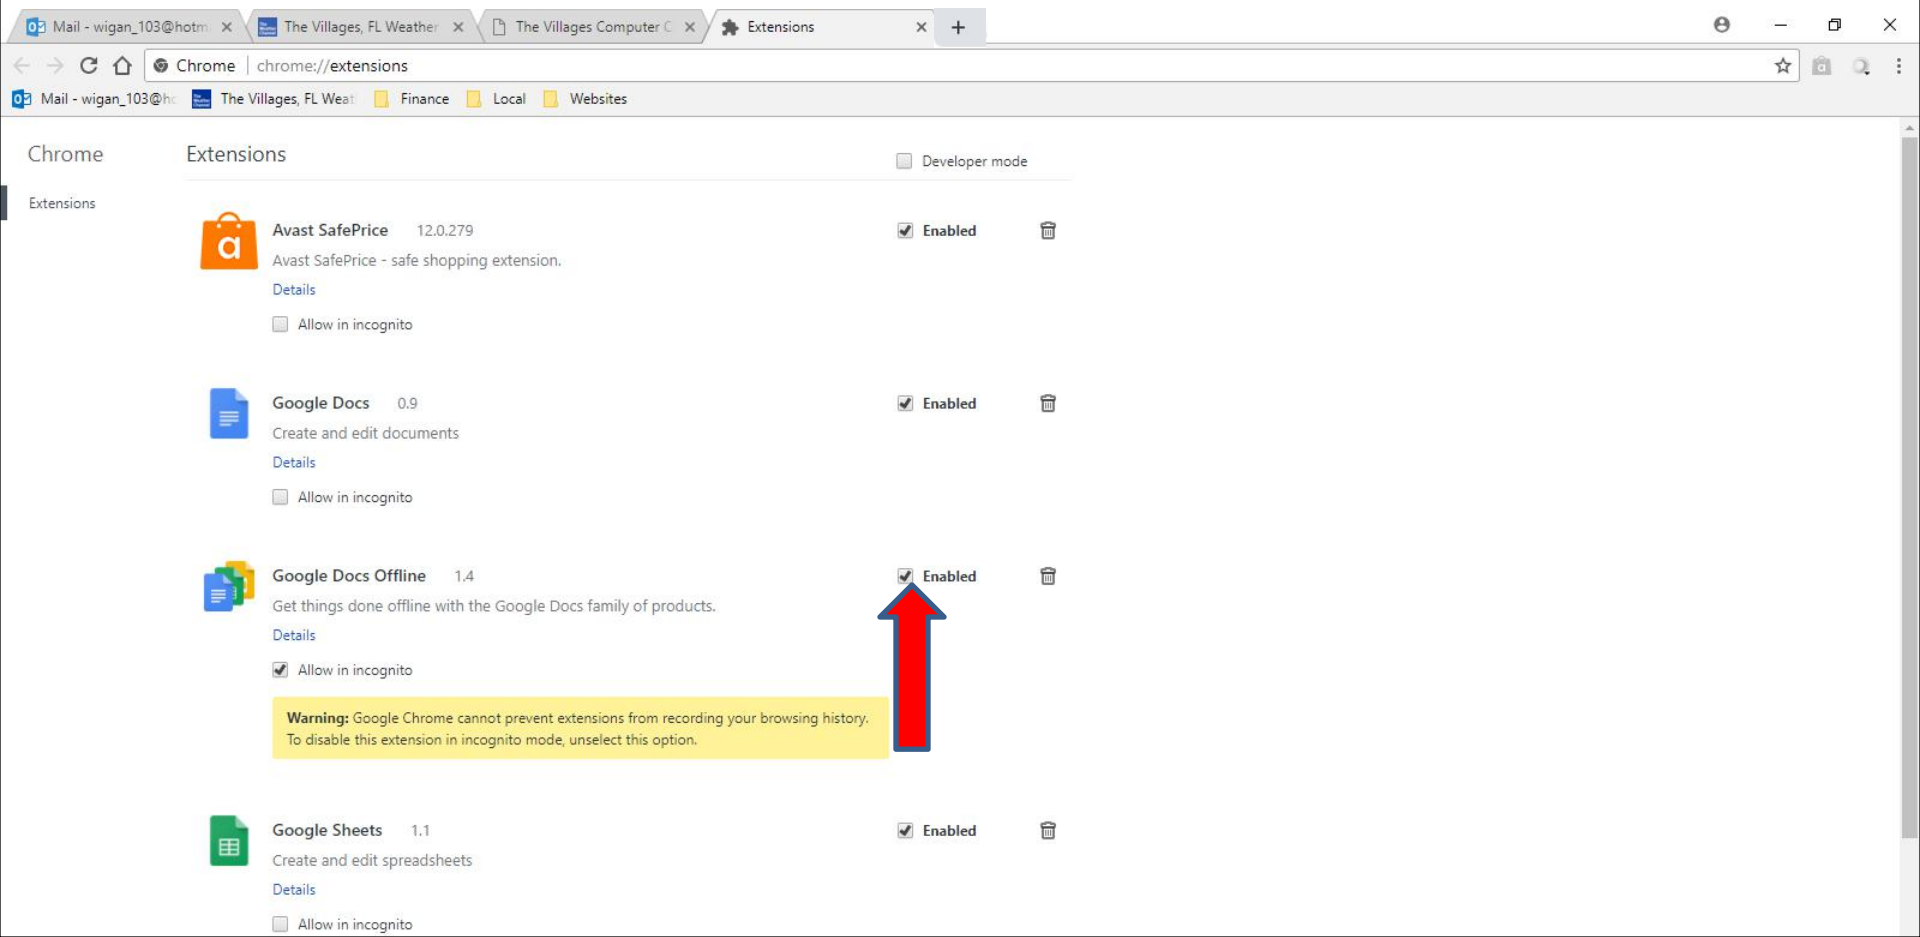 Mail - wigan_103@hotm
The Villages, FL Weather
The Villages Computer C
Extensions
Chrome
chrome://extensions
Mail - wigan_103@hc
The Villages, FL Weat
Finance
Local
Websites
Chrome
Extensions
Developer mode
Extensions
Avast SafePrice 12.0.279
Enabled
Avast SafePrice - safe shopping extension.
Details
Allow in incognito
Google Docs 0.9
Enabled
Create and edit documents
Details
Allow in incognito
Google Docs Offline 1.4
Enabled
Get things done offline with the Google Docs family of products.
Details
Allow in incognito
Warning: Google Chrome cannot prevent extensions from recording your browsing history.
To disable this extension in incognito mode, unselect this option.
Google Sheets 1.1
Enabled
Create and edit spreadsheets
Details
Allow in incognito